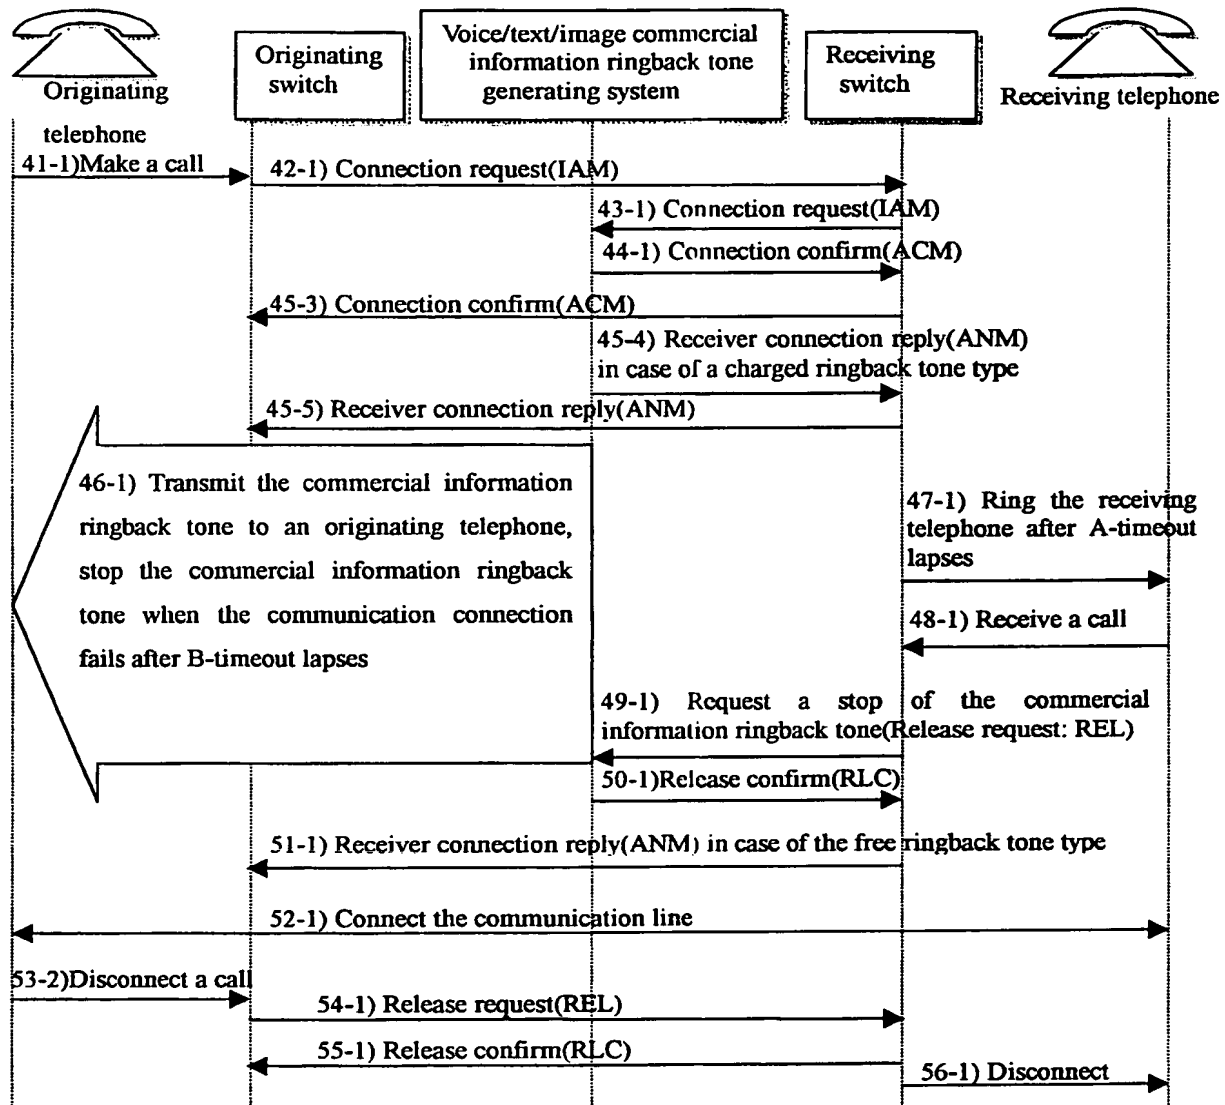 Originating
telephone
Originating
switch
Voice/text/image commercial
information ringback tone
generating system
Receiving
switch
Receiving telephone
41-1)Make a call
42-1) Connection request(IAM)
43-1) Connection request(IAM)
44-1) Connection confirm(ACM)
45-3) Connection confirm(ACM)
45-4) Receiver connection reply(ANM)
in case of a charged ringback tone type
45-5) Receiver connection reply(ANM)
46-1) Transmit the commercial information
ringback tone to an originating telephone,
stop the commercial information ringback
tone when the communication connection
fails after B-timeout lapses
47-1) Ring the receiving
telephone after A-timeout
lapses
48-1) Receive a call
49-1) Request a stop of the commercial
information ringback tone(Release request: REL)
50-1)Release confirm(RLC)
51-1) Receiver connection reply(ANM) in case of the free ringback tone type
52-1) Connect the communication line
53-2)Disconnect a call
54-1) Release request(REL)
55-1) Release confirm(RLC)
56-1) Disconnect